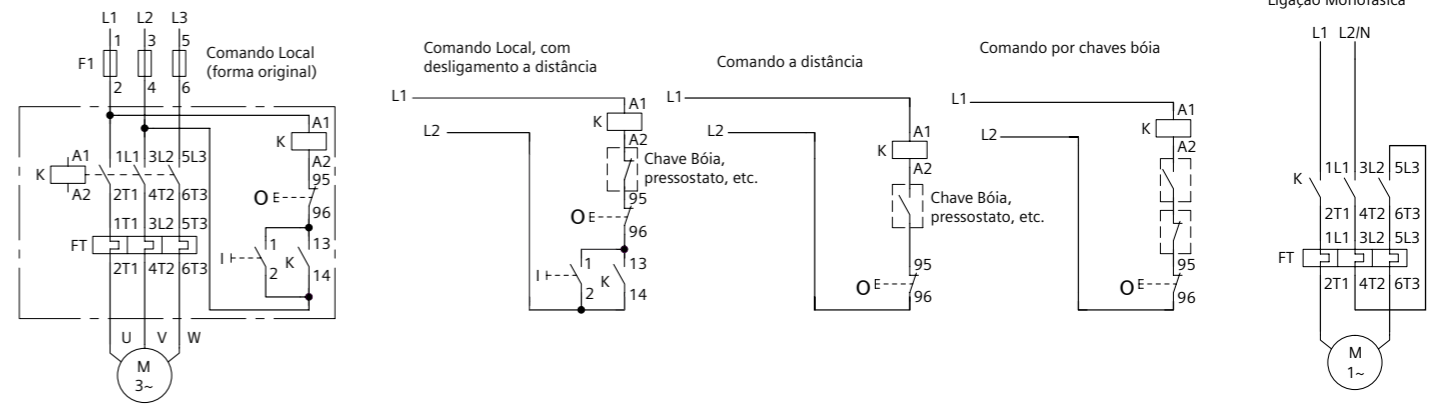 L1 L2 L3
1 3 5
F1
2 4 6
Comando Local
(forma original)
A1
K
A2
A1
K
A2
1L1 3L2 5L3
2T1 4T2 6T3
95
O E
96
1T1 3L2 5T3
FT
2T1 4T2 6T3
I
1
2
K
13
14
U V W
M
3~
Comando Local, com
desligamento a distância
L1
L2
A1
K
A2
Chave Bóia,
pressostato, etc.
95
O E
96
I
1
2
K
13
14
Comando a distância
L1
L2
A1
K
A2
Chave Bóia,
pressostato, etc.
95
O E
96
Comando por chaves bóia
L1
L2
A1
K
A2
95
O E
96
Ligação Monofásica
L1 L2/N
K
1L1 3L2 5L3
2T1 4T2 6T3
1L1 3L2 5L3
FT
2T1 4T2 6T3
M
1~